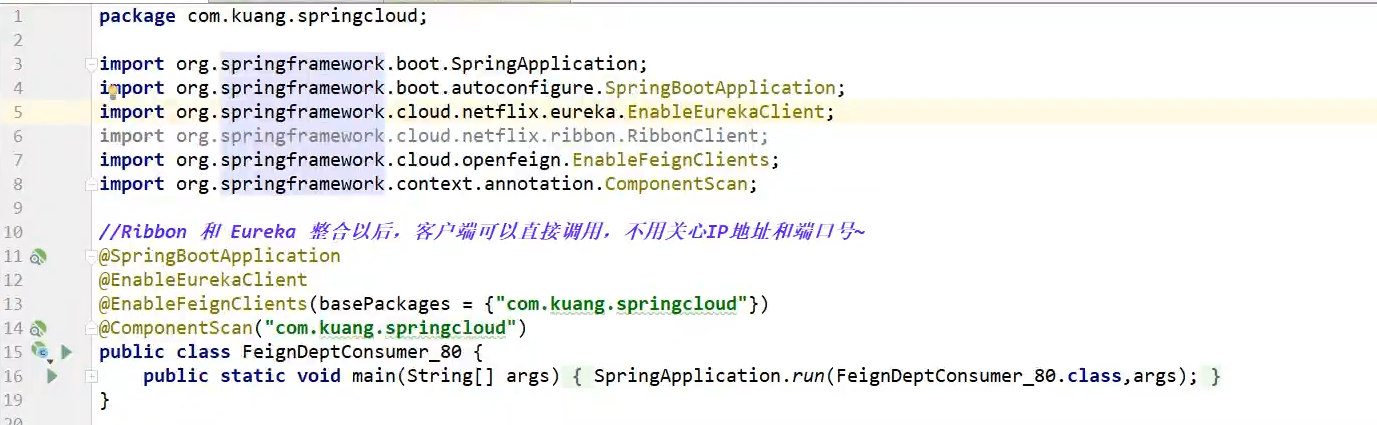 1 package com.kuang.springcloud;
2
3 import org.springframework.boot.SpringApplication;
4 import org.springframework.boot.autoconfigure.SpringBootApplication;
5 import org.springframework.cloud.netflix.eureka.EnableEurekaClient;
6 import org.springframework.cloud.netflix.ribbon.RibbonClient;
7 import org.springframework.cloud.openfeign.EnableFeignClients;
8 import org.springframework.context.annotation.ComponentScan;
9
10 //Ribbon 和 Eureka 整合以后，客户端可以直接调用，不用关心IP地址和端口号~
11 @SpringBootApplication
12 @EnableEurekaClient
13 @EnableFeignClients(basePackages = {"com.kuang.springcloud"})
14 @ComponentScan("com.kuang.springcloud")
15 public class FeignDeptConsumer_80 {
16 public static void main(String[] args) { SpringApplication.run(FeignDeptConsumer_80.class,args); }
19 }
20